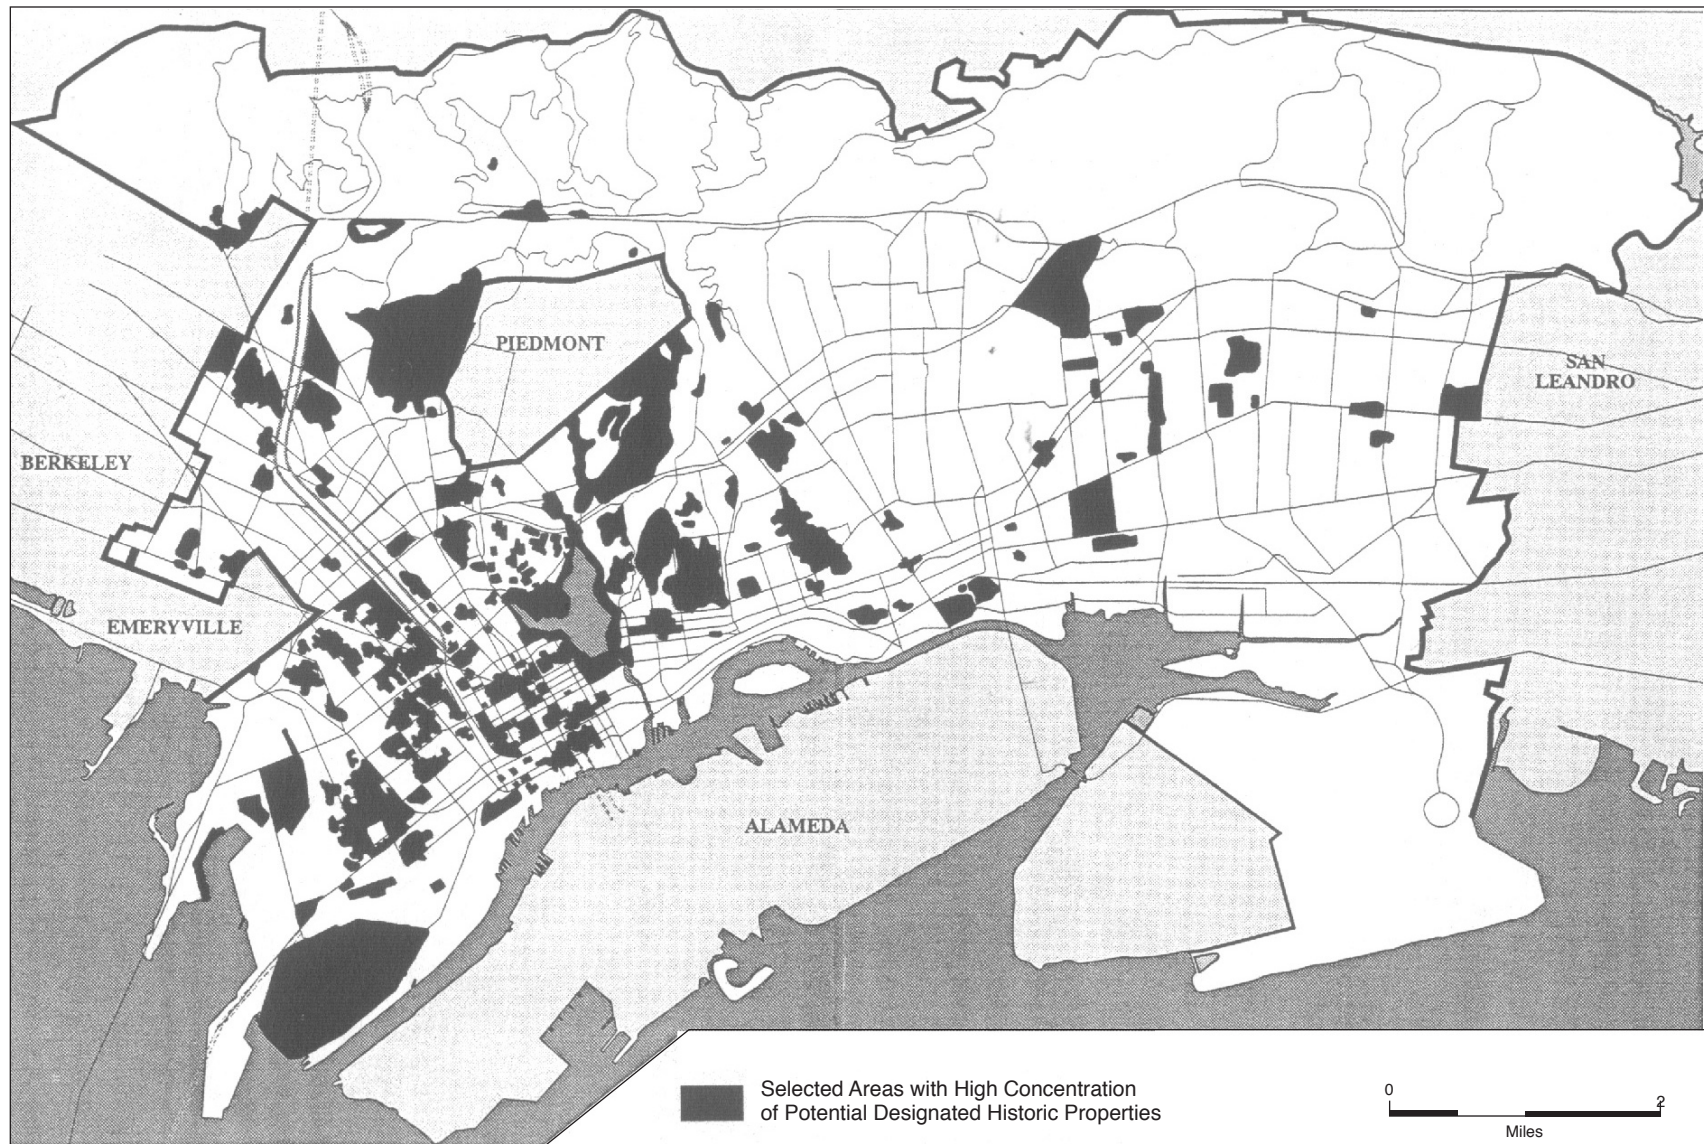 PIEDMONT
SAN
LEANDRO
BERKELEY
EMERYVILLE
ALAMEDA
Selected Areas with High Concentration
of Potential Designated Historic Properties
0
2
Miles